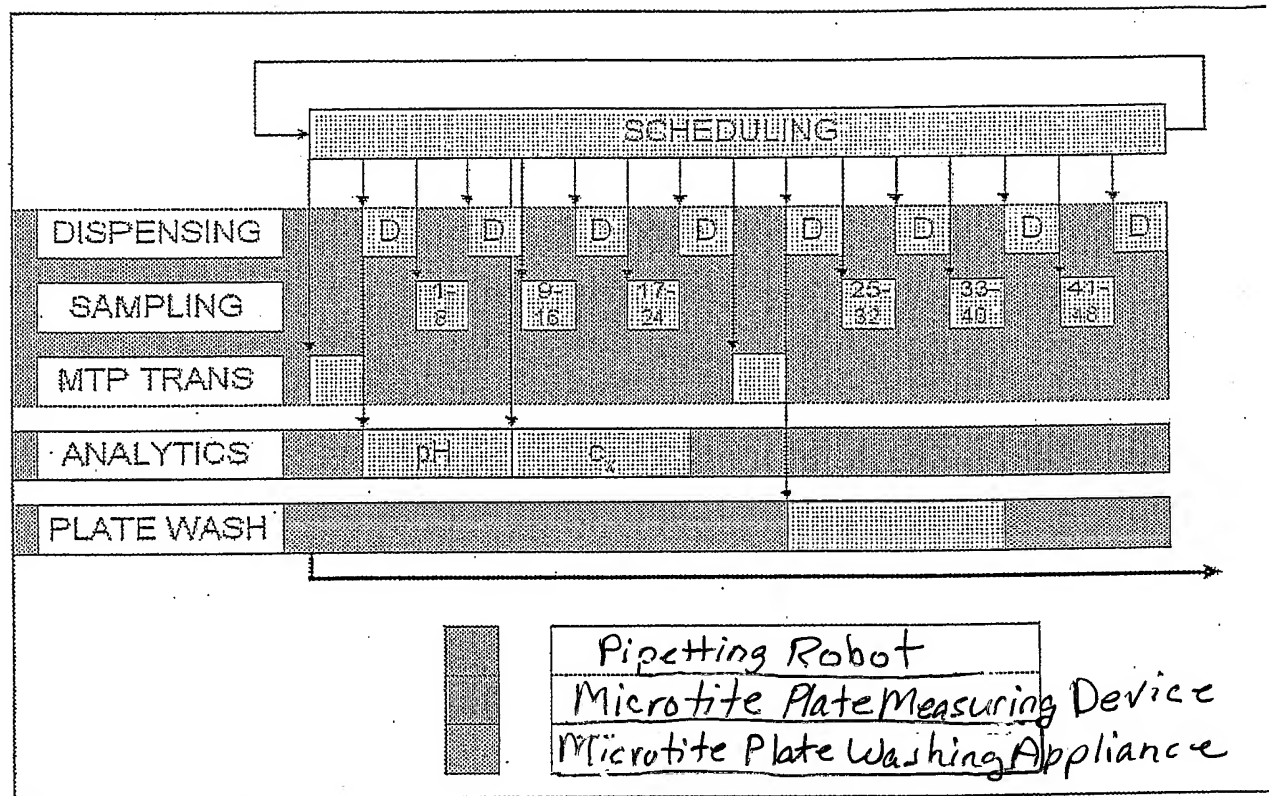 SCHEDULING
DISPENSING D D D D D D D D
SAMPLING 1- 9- 17- 25- 33- 41-
8 16 24 32 40 48
MTP TRANS
ANALYTICS pH
PLATE WASH
Pipetting Robot
Microtite Plate Measuring Device
Microtite Plate Washing Appliance